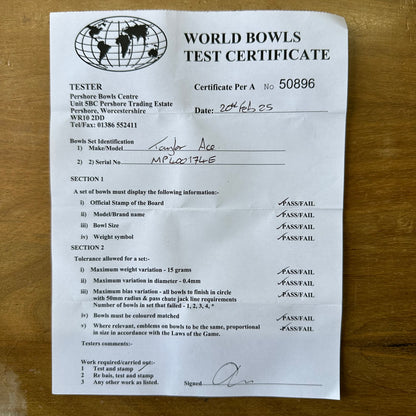 WORLD BOWLS
TEST CERTIFICATE
TESTER
Pershore Bowls Centre
Unit 5BC Pershore Trading Estate
Pershore, Worcestershire
WR10 2DD
Tel/Fax: 01386 552411
Certificate Per A No 50896
Date: 20th Feb 25
Bowls Set Identification
1) Make/Model Taylor Ace.
2) 2) Serial No MP400174E
SECTION 1
A set of bowls must display the following information:-
i) Official Stamp of the Board PASS/FAIL
ii) Model/Brand name PASS/FAIL
iii) Bowl Size PASS/FAIL
iv) Weight symbol PASS/FAIL
SECTION 2
Tolerance allowed for a set:-
i) Maximum weight variation - 15 grams PASS/FAIL
ii) Maximum variation in diameter - 0.4mm PASS/FAIL
iii) Maximum bias variation - all bowls to finish in circle
with 50mm radius & pass chute jack line requirements PASS/FAIL
Number of bowls in set that failed - 1, 2, 3, 4, *
iv) Bowls must be coloured matched PASS/FAIL
v) Where relevant, emblems on bowls to be the same, proportional
in size in accordance with the Laws of the Game. PASS/FAIL
Testers comments:-
Work required/carried out:-
1 Test and stamp
2 Re bais, test and stamp
3 Any other work as listed. Signed